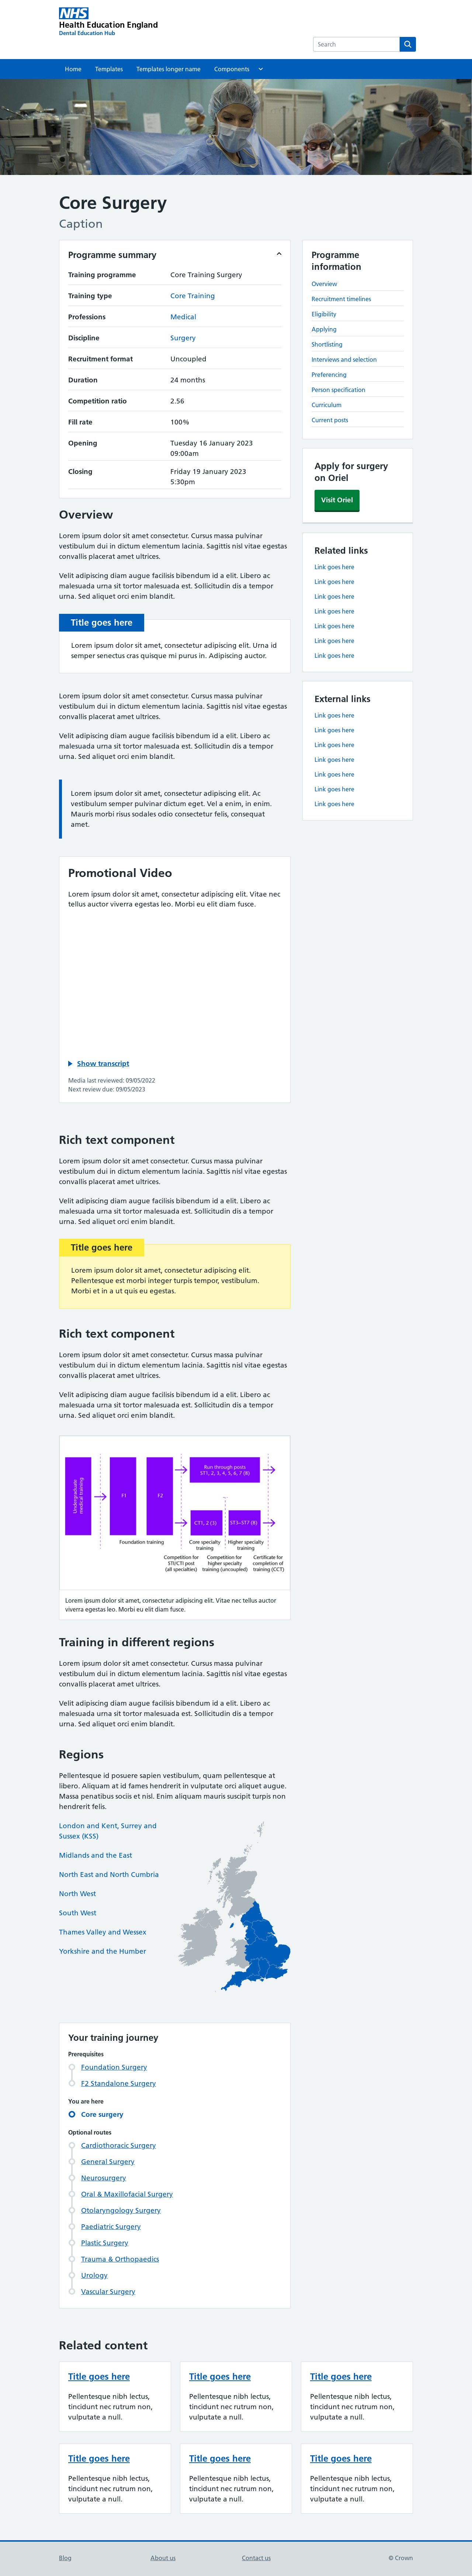 NHS
Health Education England
Dental Education Hub
Search
Home Templates Templates longer name Components
Core Surgery
Caption
Programme summary
Training programme Core Training Surgery
Training type Core Training
Professions Medical
Discipline Surgery
Recruitment format Uncoupled
Duration 24 months
Competition ratio 2.56
Fill rate 100%
Opening Tuesday 16 January 2023
09:00am
Closing Friday 19 January 2023
5:30pm
Programme
information
Overview
Recruitment timelines
Eligibility
Applying
Shortlisting
Interviews and selection
Preferencing
Person specification
Curriculum
Current posts
Apply for surgery
on Oriel
Visit Oriel
Related links
Link goes here
Link goes here
Link goes here
Link goes here
Link goes here
Link goes here
Link goes here
External links
Link goes here
Link goes here
Link goes here
Link goes here
Link goes here
Link goes here
Link goes here
Overview
Lorem ipsum dolor sit amet consectetur. Cursus massa pulvinar
vestibulum dui in dictum elementum lacinia. Sagittis nisl vitae egestas
convallis placerat amet ultrices.
Velit adipiscing diam augue facilisis bibendum id a elit. Libero ac
malesuada urna sit tortor malesuada est. Sollicitudin dis a tempor
urna. Sed aliquet orci enim blandit.
Title goes here
Lorem ipsum dolor sit amet, consectetur adipiscing elit. Urna id
semper senectus cras quisque mi purus in. Adipiscing auctor.
Lorem ipsum dolor sit amet consectetur. Cursus massa pulvinar
vestibulum dui in dictum elementum lacinia. Sagittis nisl vitae egestas
convallis placerat amet ultrices.
Velit adipiscing diam augue facilisis bibendum id a elit. Libero ac
malesuada urna sit tortor malesuada est. Sollicitudin dis a tempor
urna. Sed aliquet orci enim blandit.
Lorem ipsum dolor sit amet, consectetur adipiscing elit. Ac
vestibulum semper pulvinar dictum eget. Vel a enim, in enim.
Mauris morbi risus sodales odio consectetur felis, consequat
amet.
Promotional Video
Lorem ipsum dolor sit amet, consectetur adipiscing elit. Vitae nec
tellus auctor viverra egestas leo. Morbi eu elit diam fusce.
Show transcript
Media last reviewed: 09/05/2022
Next review due: 09/05/2023
Rich text component
Lorem ipsum dolor sit amet consectetur. Cursus massa pulvinar
vestibulum dui in dictum elementum lacinia. Sagittis nisl vitae egestas
convallis placerat amet ultrices.
Velit adipiscing diam augue facilisis bibendum id a elit. Libero ac
malesuada urna sit tortor malesuada est. Sollicitudin dis a tempor
urna. Sed aliquet orci enim blandit.
Title goes here
Lorem ipsum dolor sit amet, consectetur adipiscing elit.
Pellentesque est morbi integer turpis tempor, vestibulum.
Morbi et in a ut quis eu egestas.
Rich text component
Lorem ipsum dolor sit amet consectetur. Cursus massa pulvinar
vestibulum dui in dictum elementum lacinia. Sagittis nisl vitae egestas
convallis placerat amet ultrices.
Velit adipiscing diam augue facilisis bibendum id a elit. Libero ac
malesuada urna sit tortor malesuada est. Sollicitudin dis a tempor
urna. Sed aliquet orci enim blandit.
Undergraduate
medical training
F1
F2
Run through posts
ST1, 2, 3, 4, 5, 6, 7 (8)
CT1, 2 (3)
ST3–ST7 (8)
Foundation training
Core specialty
training
Higher specialty
training
Competition for
STI/CTI post
(all specialties)
Competition for
higher specialty
training (uncoupled)
Certificate for
completion of
training (CCT)
Lorem ipsum dolor sit amet, consectetur adipiscing elit. Vitae nec tellus auctor
viverra egestas leo. Morbi eu elit diam fusce.
Training in different regions
Lorem ipsum dolor sit amet consectetur. Cursus massa pulvinar
vestibulum dui in dictum elementum lacinia. Sagittis nisl vitae egestas
convallis placerat amet ultrices.
Velit adipiscing diam augue facilisis bibendum id a elit. Libero ac
malesuada urna sit tortor malesuada est. Sollicitudin dis a tempor
urna. Sed aliquet orci enim blandit.
Regions
Pellentesque id posuere sapien vestibulum, quam pellentesque at
libero. Aliquam at id fames hendrerit in vulputate orci aliquet augue.
Massa penatibus sociis et nisl. Enim aliquam mauris suscipit turpis non
hendrerit felis.
London and Kent, Surrey and
Sussex (KSS)
Midlands and the East
North East and North Cumbria
North West
South West
Thames Valley and Wessex
Yorkshire and the Humber
Your training journey
Prerequisites
Foundation Surgery
F2 Standalone Surgery
You are here
Core surgery
Optional routes
Cardiothoracic Surgery
General Surgery
Neurosurgery
Oral & Maxillofacial Surgery
Otolaryngology Surgery
Paediatric Surgery
Plastic Surgery
Trauma & Orthopaedics
Urology
Vascular Surgery
Related content
Title goes here
Pellentesque nibh lectus,
tincidunt nec rutrum non,
vulputate a null.
Title goes here
Pellentesque nibh lectus,
tincidunt nec rutrum non,
vulputate a null.
Title goes here
Pellentesque nibh lectus,
tincidunt nec rutrum non,
vulputate a null.
Title goes here
Pellentesque nibh lectus,
tincidunt nec rutrum non,
vulputate a null.
Title goes here
Pellentesque nibh lectus,
tincidunt nec rutrum non,
vulputate a null.
Title goes here
Pellentesque nibh lectus,
tincidunt nec rutrum non,
vulputate a null.
Blog About us Contact us © Crown